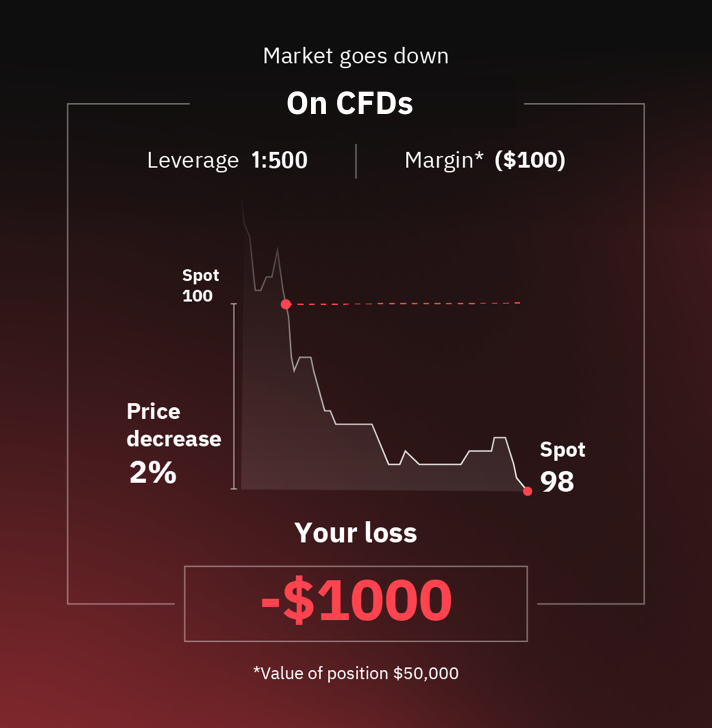 Market goes down
On CFDs
Leverage 1:500
Margin* ($100)
Spot
100
Price
decrease
2%
Spot
98
Your loss
-$1000
*Value of position $50,000